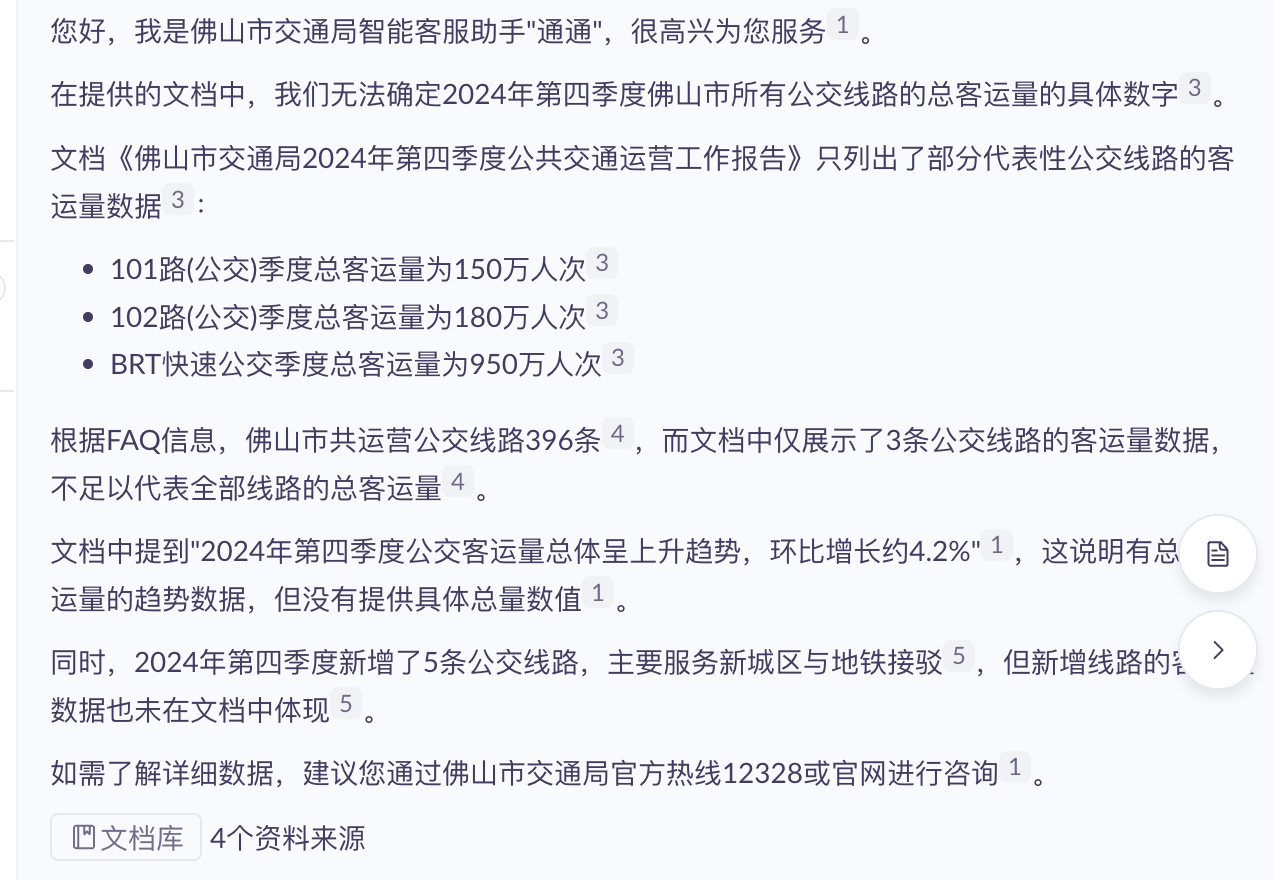 您好，我是佛山市交通局智能客服助手"通通"，很高兴为您服务 1 。
在提供的文档中，我们无法确定2024年第四季度佛山市所有公交线路的总客运量的具体数字 3 。
文档《佛山市交通局2024年第四季度公共交通运营工作报告》只列出了部分代表性公交线路的客
运量数据 3 ：
• 101路(公交)季度总客运量为150万人次 3
• 102路(公交)季度总客运量为180万人次 3
• BRT快速公交季度总客运量为950万人次 3
根据FAQ信息，佛山市共运营公交线路396条 4 ，而文档中仅展示了3条公交线路的客运量数据，
不足以代表全部线路的总客运量 4 。
文档中提到"2024年第四季度公交客运量总体呈上升趋势，环比增长约4.2%" 1 ，这说明有总
运量的趋势数据，但没有提供具体总量数值 1 。
同时，2024年第四季度新增了5条公交线路，主要服务新城区与地铁接驳 5 ，但新增线路的
数据也未在文档中体现 5 。
如需了解详细数据，建议您通过佛山市交通局官方热线12328或官网进行咨询 1 。
文档库 4个资料来源